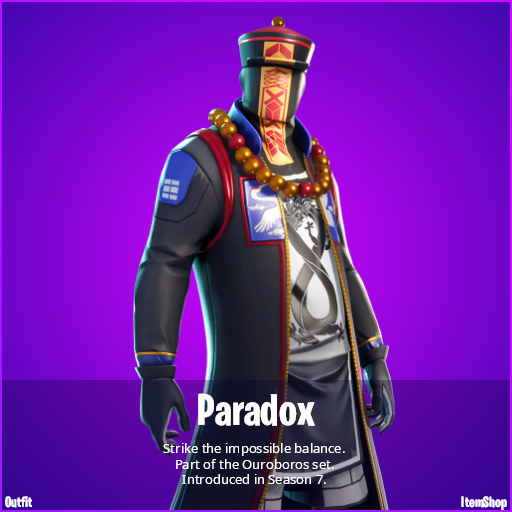 Paradox
Strike the impossible balance.
Part of the Ouroboros set.
Introduced in Season 7.
Outfit
ItemShop